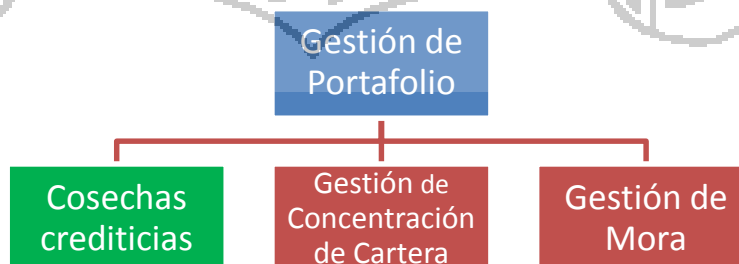 Gestión de
Portafolio
Cosechas
crediticias
Gestión de
Concentración
de Cartera
Gestión de
Mora